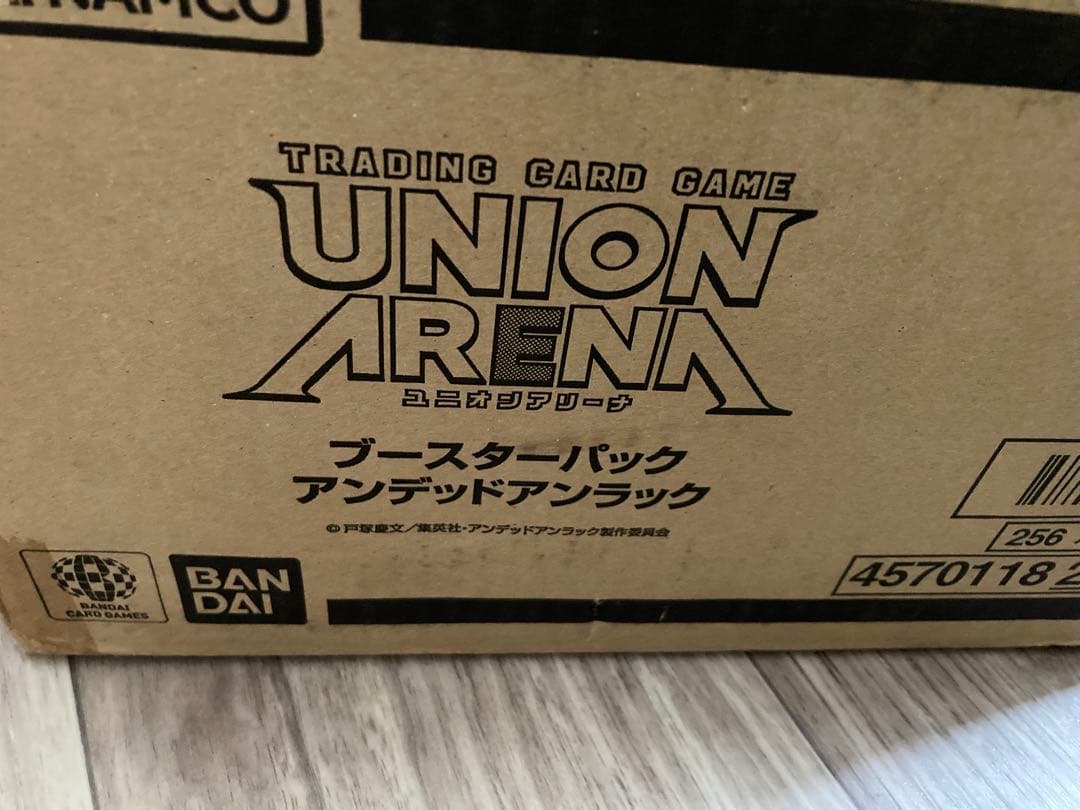 NAMCO
TRADING CARD GAME
UNION
ARENA
ユニオンアリーナ
ブースターパック
アンデッドアンラック
©戸塚慶文/集英社・アンデッドアンラック製作委員会
BANDAI
CARD GAMES
BAN
DAI
256
4570118